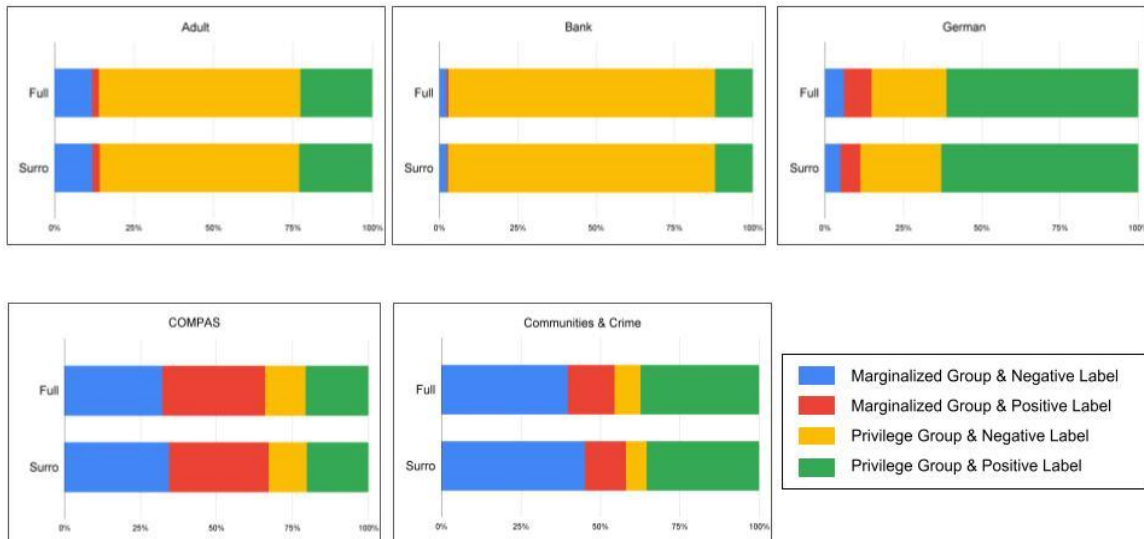 Adult
Full
Surro
0% 25% 50% 75% 100%
Bank
Full
Surro
0% 25% 50% 75% 100%
German
Full
Surro
0% 25% 50% 75% 100%
COMPAS
Full
Surro
0% 25% 50% 75% 100%
Communities & Crime
Full
Surro
0% 25% 50% 75% 100%
Marginalized Group & Negative Label
Marginalized Group & Positive Label
Privilege Group & Negative Label
Privilege Group & Positive Label